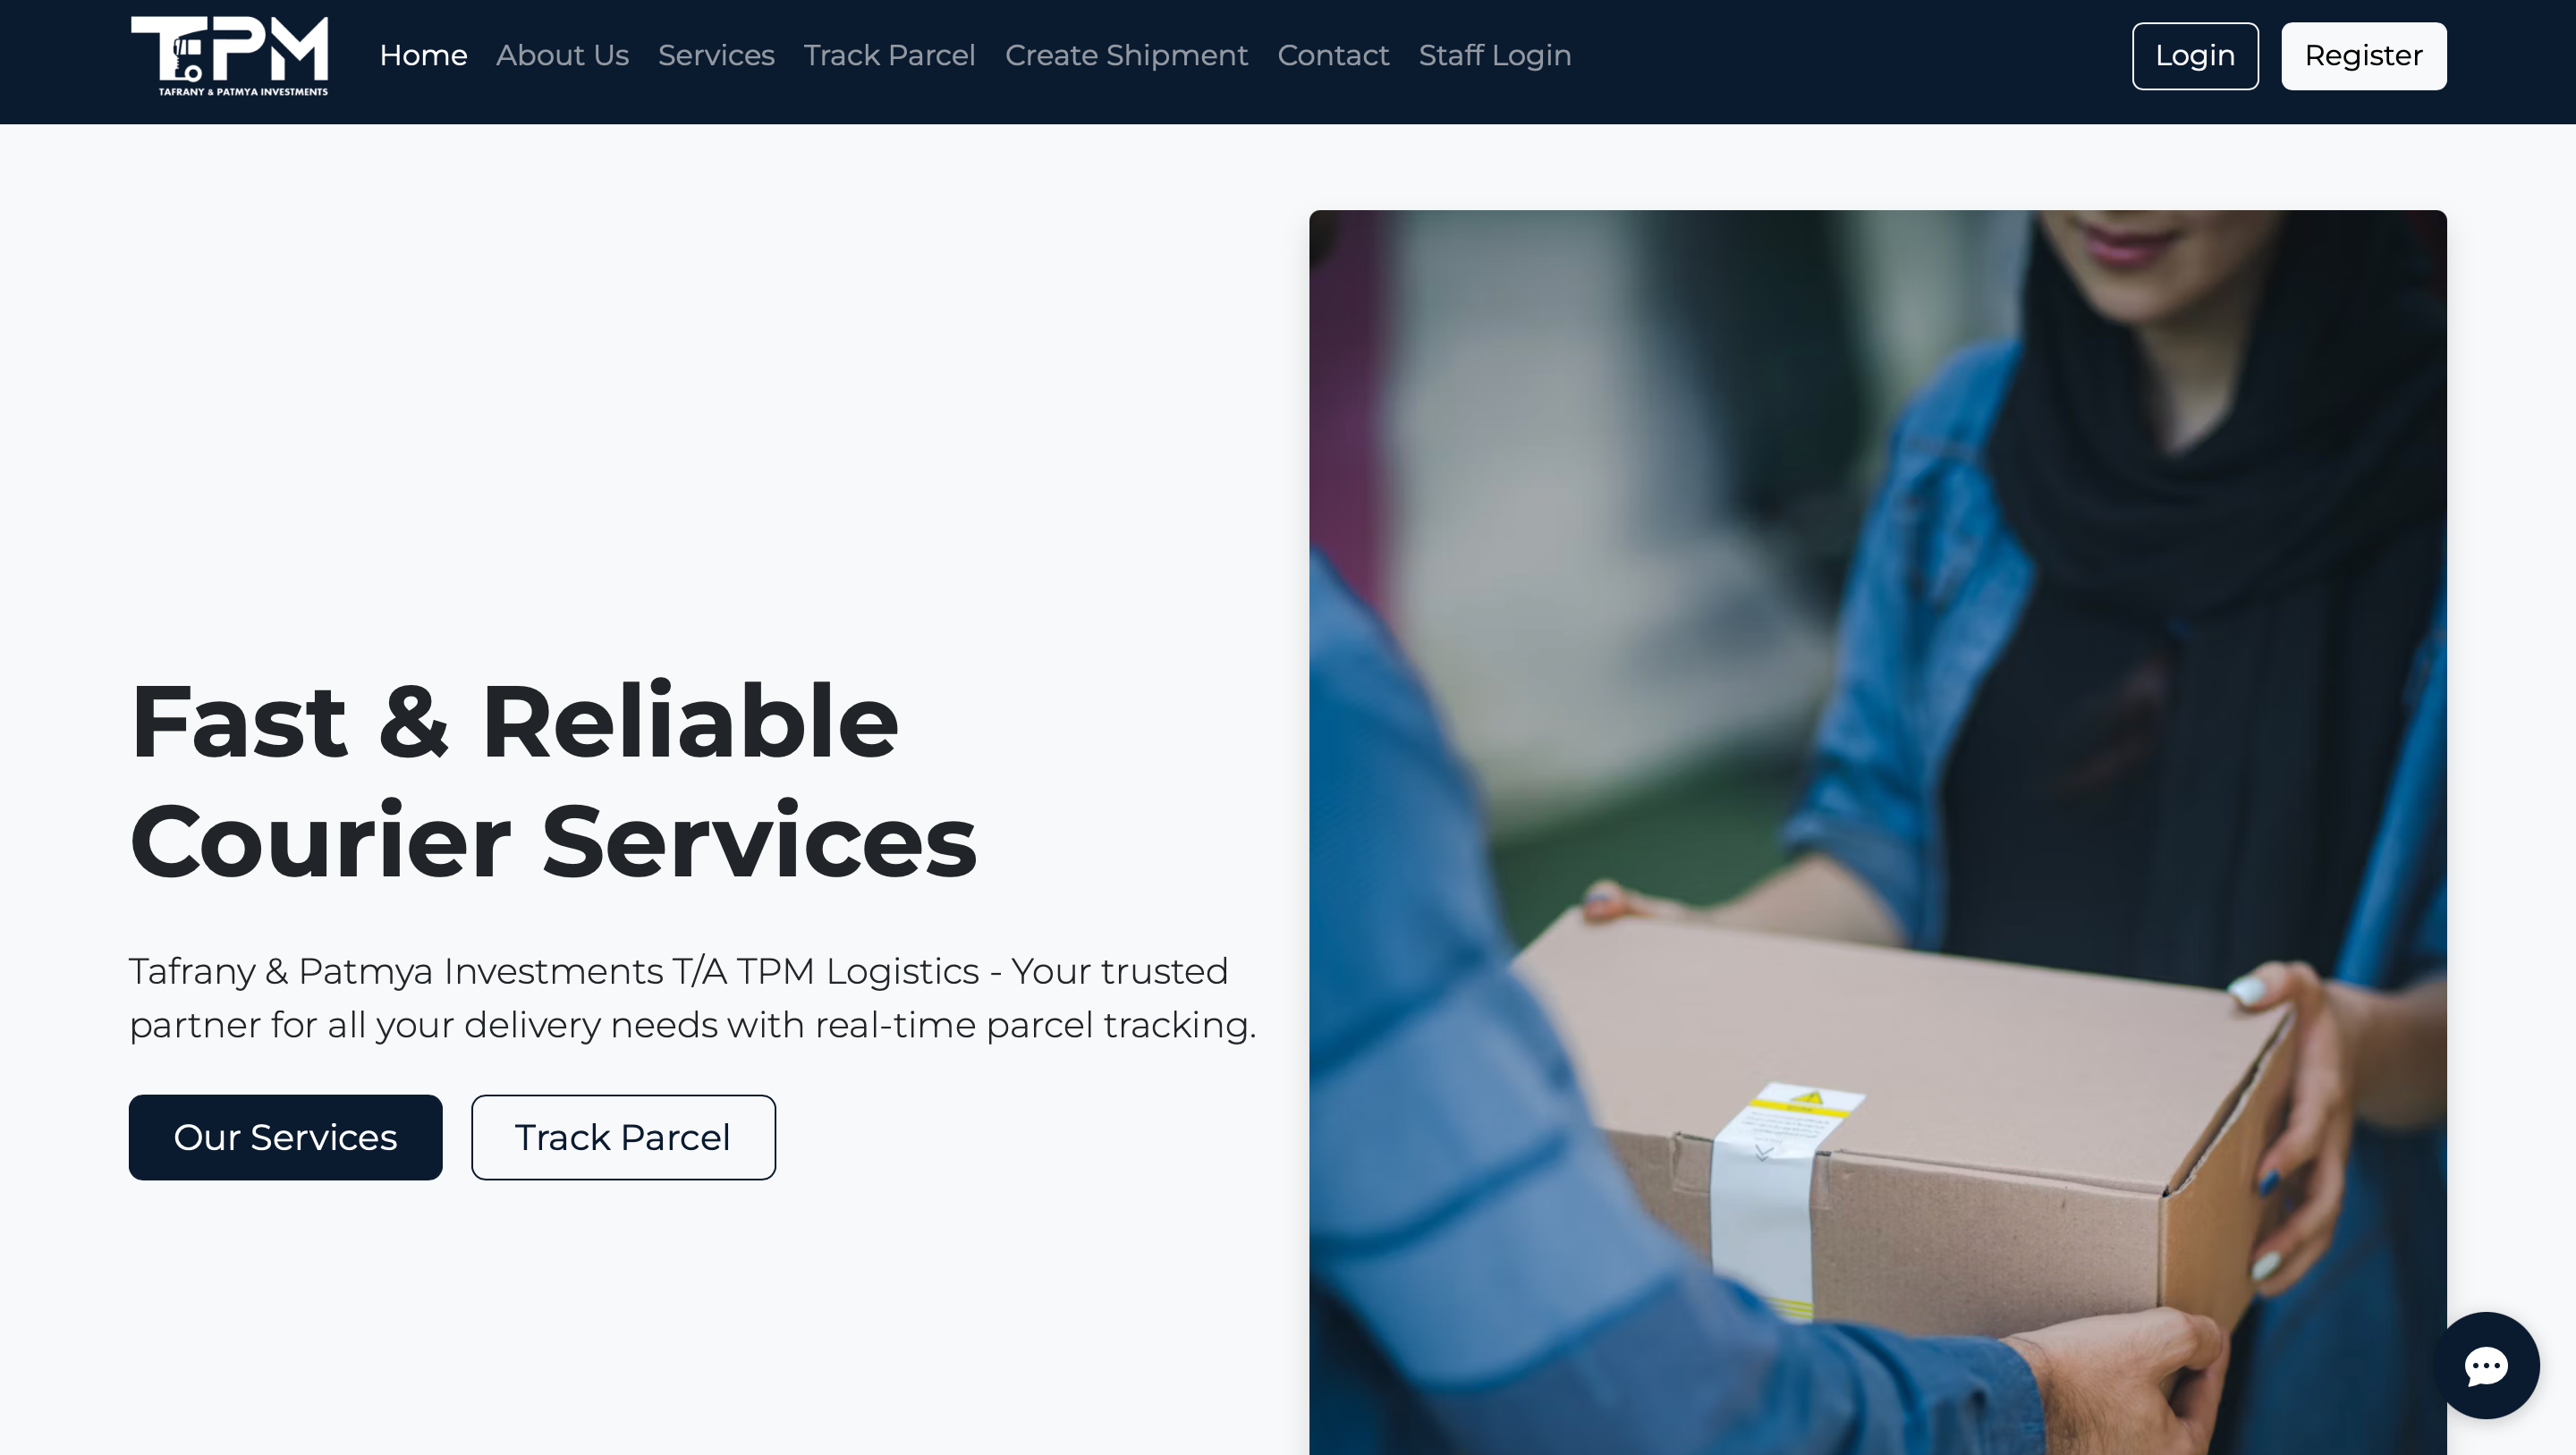 TPM
TAFRANY & PATMYA INVESTMENTS
Home About Us Services Track Parcel Create Shipment Contact Staff Login
Login Register
Fast & Reliable
Courier Services
Tafrany & Patmya Investments T/A TPM Logistics - Your trusted
partner for all your delivery needs with real-time parcel tracking.
Our Services Track Parcel